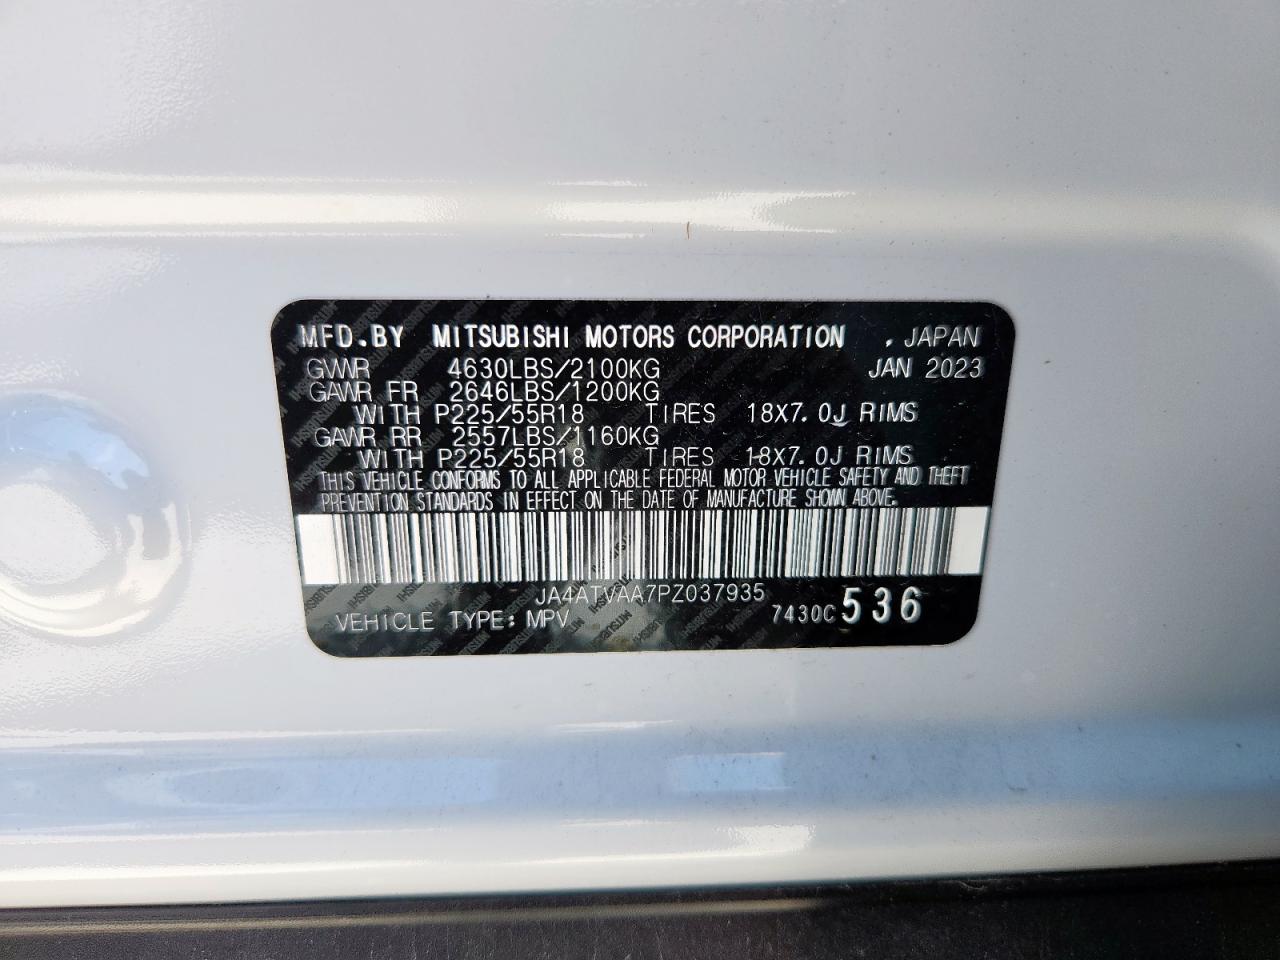 MFD.BY MITSUBISHI MOTORS CORPORATION , JAPAN
GVWR 4630LBS/2100KG JAN 2023
GAWR FR 2646LBS/1200KG
WITH P225/55R18 TIRES 18X7.0J RIMS
GAWR RR 2557LBS/1160KG
WITH P225/55R18 TIRES 18X7.0J RIMS
THIS VEHICLE CONFORMS TO ALL APPLICABLE FEDERAL MOTOR VEHICLE SAFETY AND THEFT
PREVENTION STANDARDS IN EFFECT ON THE DATE OF MANUFACTURE SHOWN ABOVE.
JA4ATVAA7PZ037935
VEHICLE TYPE: MPV 7430C 536